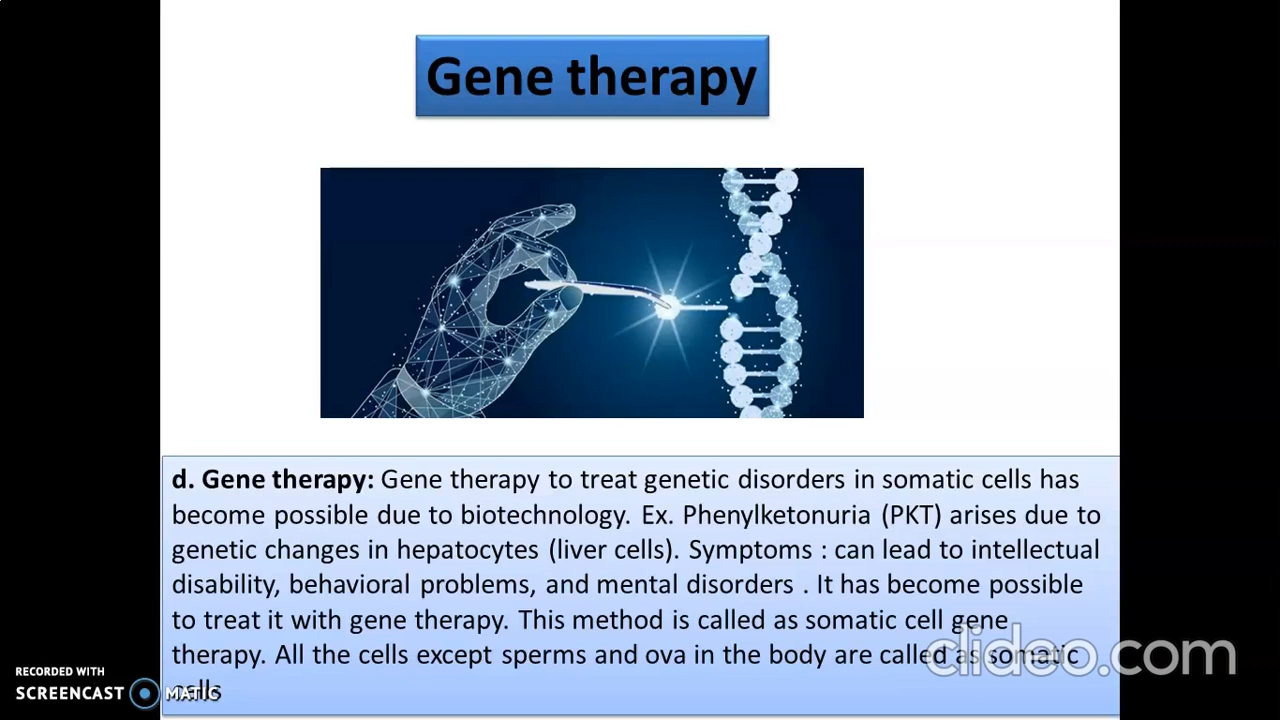 Gene therapy
d. Gene therapy: Gene therapy to treat genetic disorders in somatic cells has
become possible due to biotechnology. Ex. Phenylketonuria (PKT) arises due to
genetic changes in hepatocytes (liver cells). Symptoms : can lead to intellectual
disability, behavioral problems, and mental disorders . It has become possible
to treat it with gene therapy. This method is called as somatic cell gene
therapy. All the cells except sperms and ova in the body are called as somatic
cells
clideo.com
RECORDED WITH
SCREENCAST MATIC